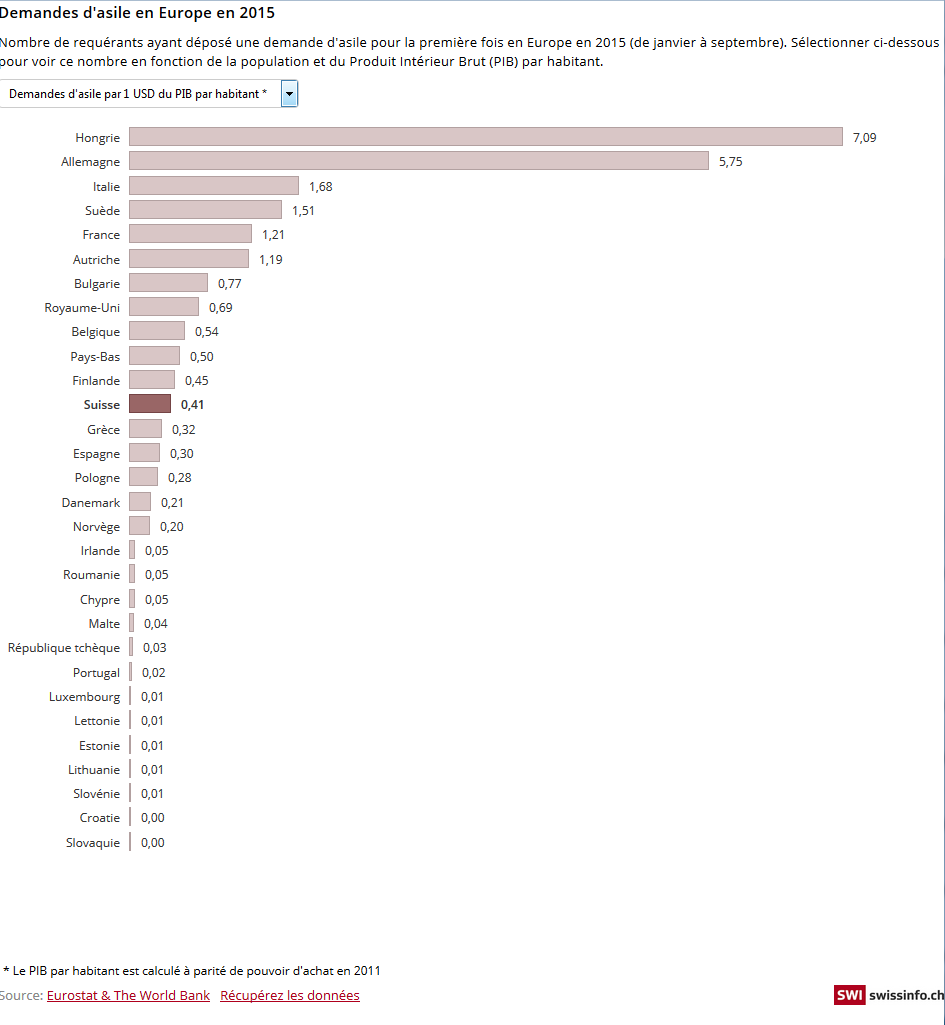 Demandes d'asile en Europe en 2015
Nombre de requérants ayant déposé une demande d'asile pour la première fois en Europe en 2015 (de janvier à septembre). Sélectionner ci-dessous
pour voir ce nombre en fonction de la population et du Produit Intérieur Brut (PIB) par habitant.
Demandes d'asile par 1 USD du PIB par habitant *
Hongrie 7,09
Allemagne 5,75
Italie 1,68
Suède 1,51
France 1,21
Autriche 1,19
Bulgarie 0,77
Royaume-Uni 0,69
Belgique 0,54
Pays-Bas 0,50
Finlande 0,45
Suisse 0,41
Grèce 0,32
Espagne 0,30
Pologne 0,28
Danemark 0,21
Norvège 0,20
Irlande 0,05
Roumanie 0,05
Chypre 0,05
Malte 0,04
République tchèque 0,03
Portugal 0,02
Luxembourg 0,01
Lettonie 0,01
Estonie 0,01
Lithuanie 0,01
Slovénie 0,01
Croatie 0,00
Slovaquie 0,00
* Le PIB par habitant est calculé à parité de pouvoir d'achat en 2011
Source: Eurostat & The World Bank Récupérez les données
SWI swissinfo.ch